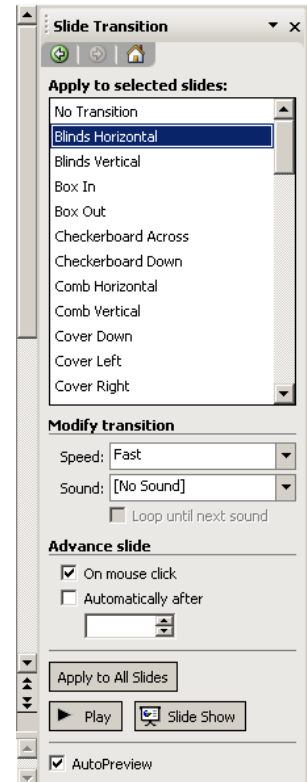 Slide Transition
Apply to selected slides:
No Transition
Blinds Horizontal
Blinds Vertical
Box In
Box Out
Checkerboard Across
Checkerboard Down
Comb Horizontal
Comb Vertical
Cover Down
Cover Left
Cover Right
Modify transition
Speed: Fast
Sound: [No Sound]
Loop until next sound
Advance slide
On mouse click
Automatically after
Apply to All Slides
Play Slide Show
AutoPreview